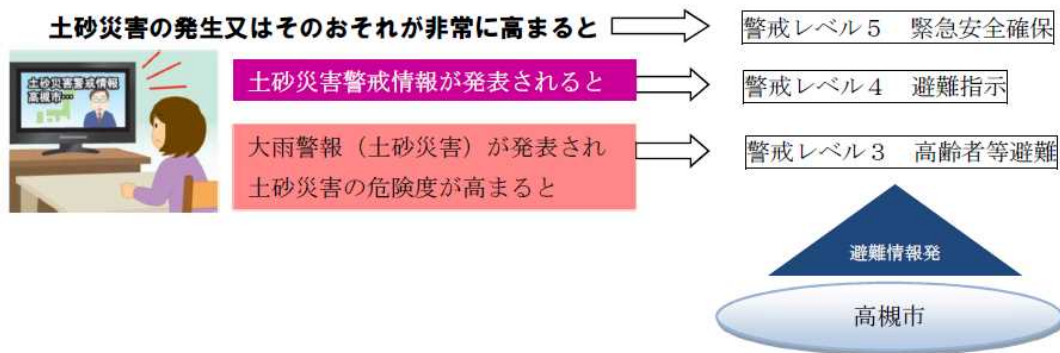 土砂災害の発生又はそのおそれが非常に高まると
警戒レベル５　緊急安全確保
土砂災害警戒情報
高槻市…
土砂災害警戒情報が発表されると
警戒レベル４　避難指示
大雨警報（土砂災害）が発表され
土砂災害の危険度が高まると
警戒レベル３　高齢者等避難
避難情報発
高槻市